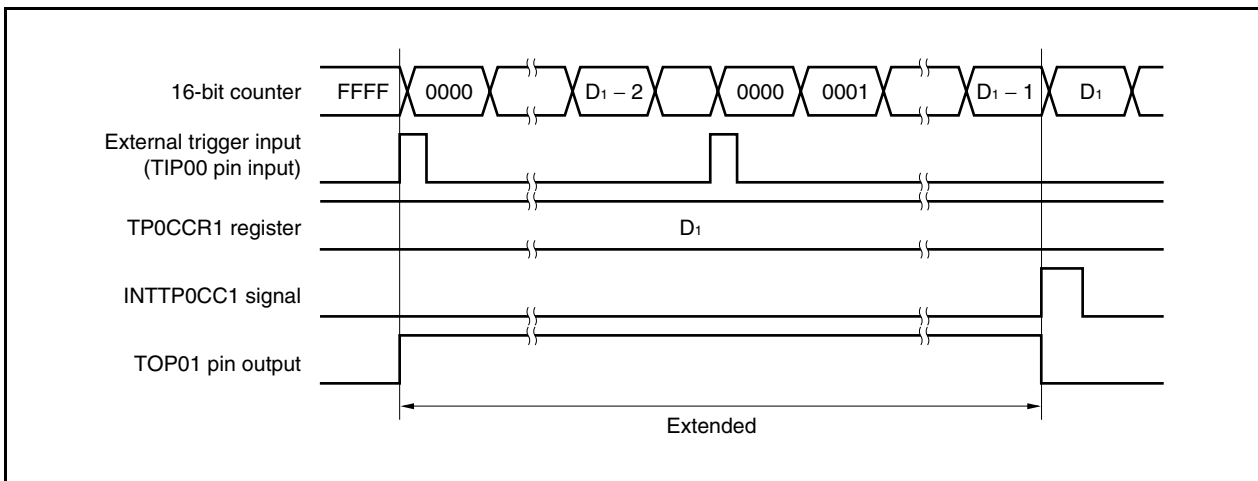 16-bit counter FFFF 0000 D₁ − 2 0000 0001 D₁ − 1 D₁
External trigger input
(TIP00 pin input)
TP0CCR1 register D₁
INTTP0CC1 signal
TOP01 pin output
Extended